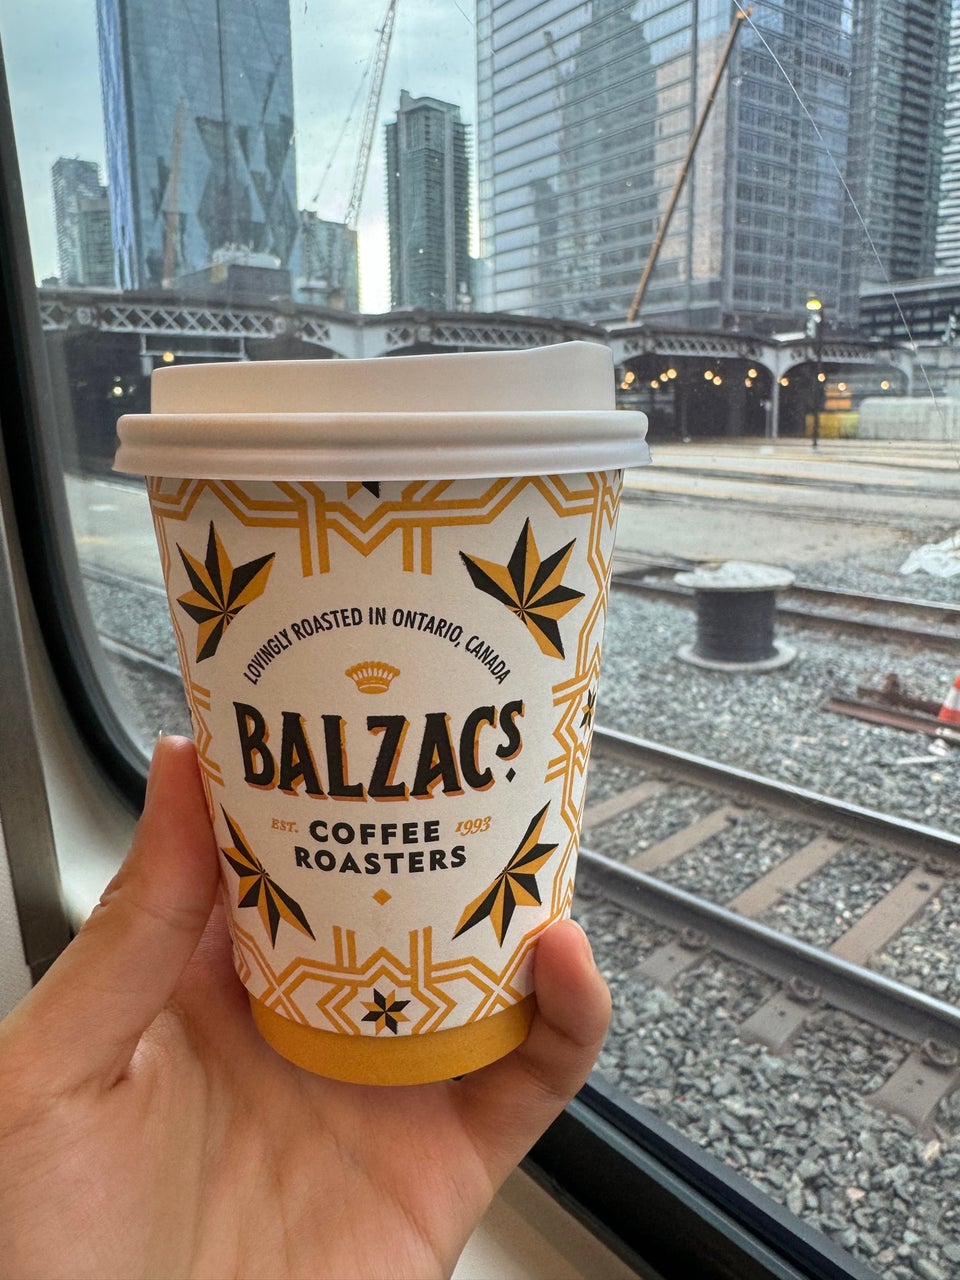 LOVINGLY ROASTED IN ONTARIO, CANADA
BALZAC'S
EST. COFFEE 1993
ROASTERS